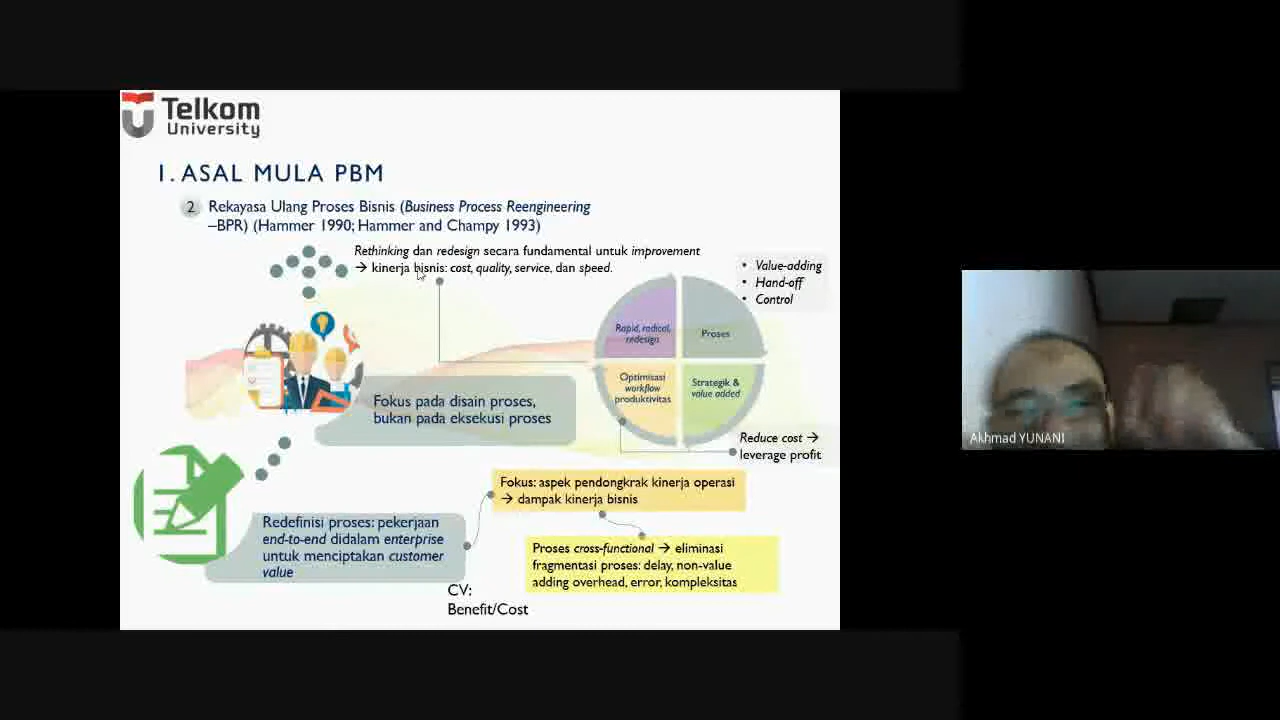 Telkom
University
1. ASAL MULA PBM
2 Rekayasa Ulang Proses Bisnis (Business Process Reengineering
–BPR) (Hammer 1990; Hammer and Champy 1993)
Rethinking dan redesign secara fundamental untuk improvement
→ kinerja bisnis: cost, quality, service, dan speed.
• Value-adding
• Hand-off
• Control
Rapid, radical,
redesign
Proses
Optimisasi
workflow
produktivitas
Strategik &
value added
Fokus pada disain proses,
bukan pada eksekusi proses
Reduce cost →
leverage profit
Fokus: aspek pendongkrak kinerja operasi
→ dampak kinerja bisnis
Redefinisi proses: pekerjaan
end-to-end didalam enterprise
untuk menciptakan customer
value
Proses cross-functional → eliminasi
fragmentasi proses: delay, non-value
adding overhead, error, kompleksitas
CV:
Benefit/Cost
Akhmad YUNANI